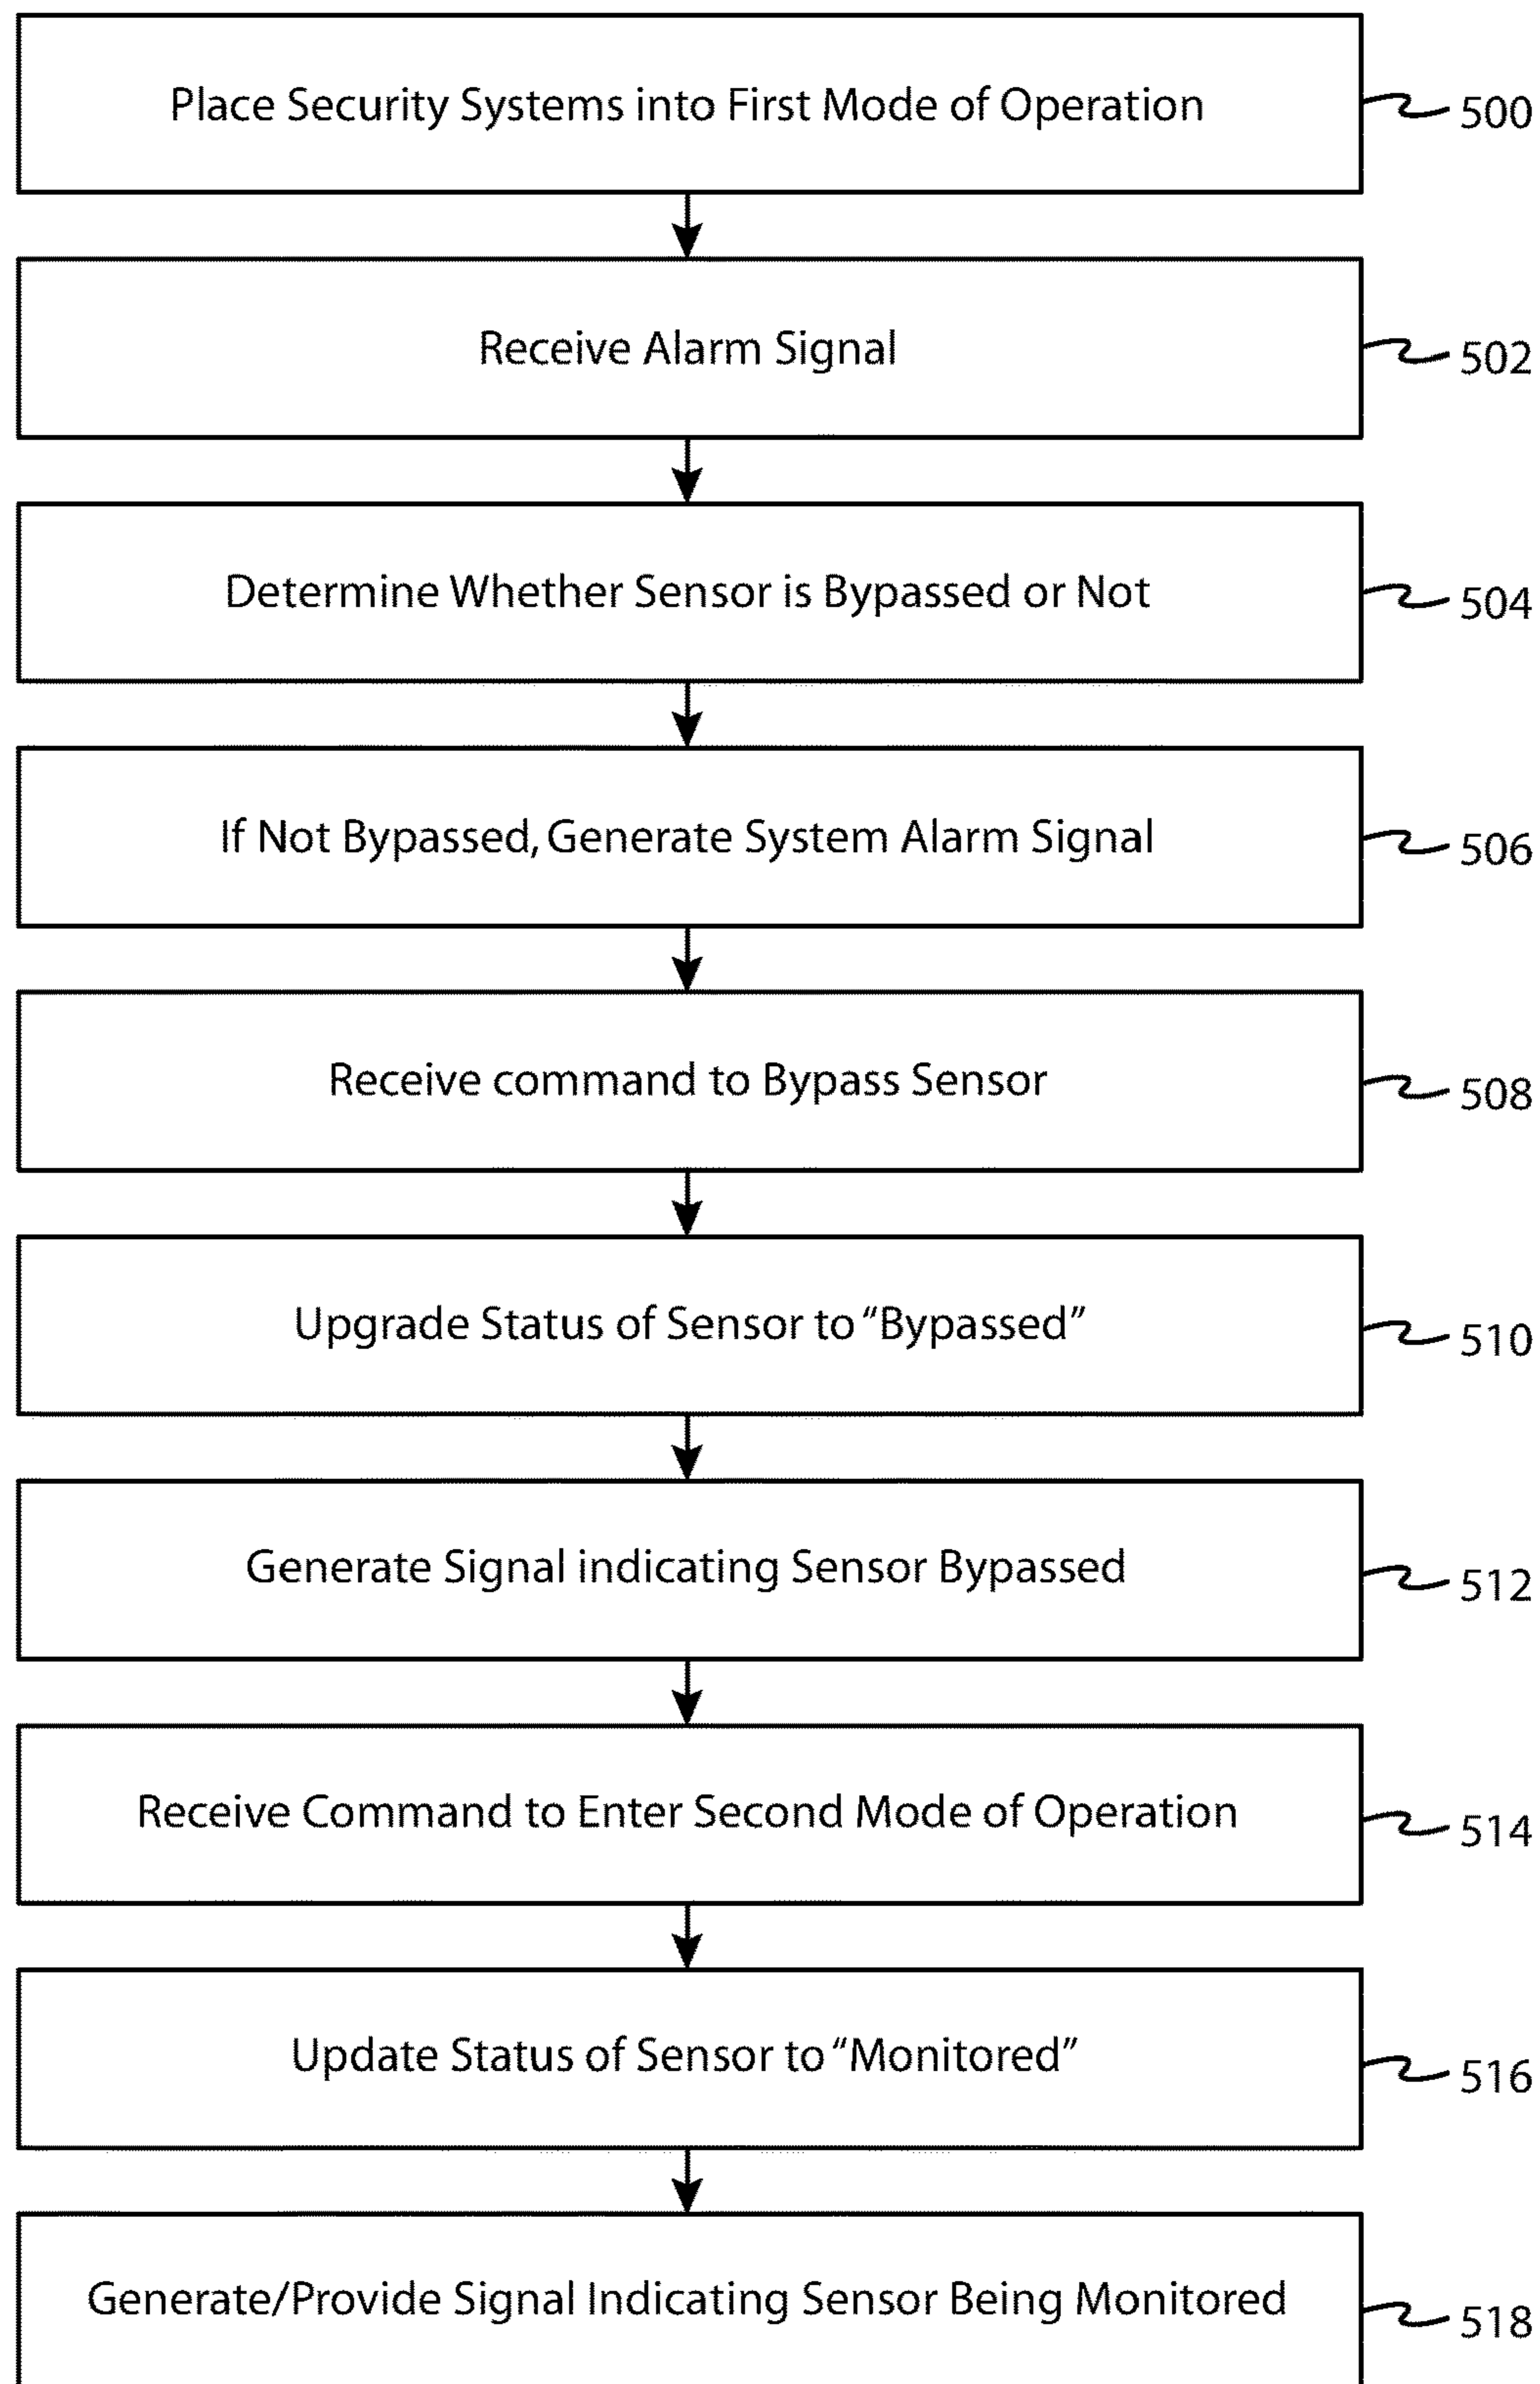 Place Security Systems into First Mode of Operation
500
Receive Alarm Signal
502
Determine Whether Sensor is Bypassed or Not
504
If Not Bypassed, Generate System Alarm Signal
506
Receive command to Bypass Sensor
508
Upgrade Status of Sensor to “Bypassed”
510
Generate Signal indicating Sensor Bypassed
512
Receive Command to Enter Second Mode of Operation
514
Update Status of Sensor to “Monitored”
516
Generate/Provide Signal Indicating Sensor Being Monitored
518